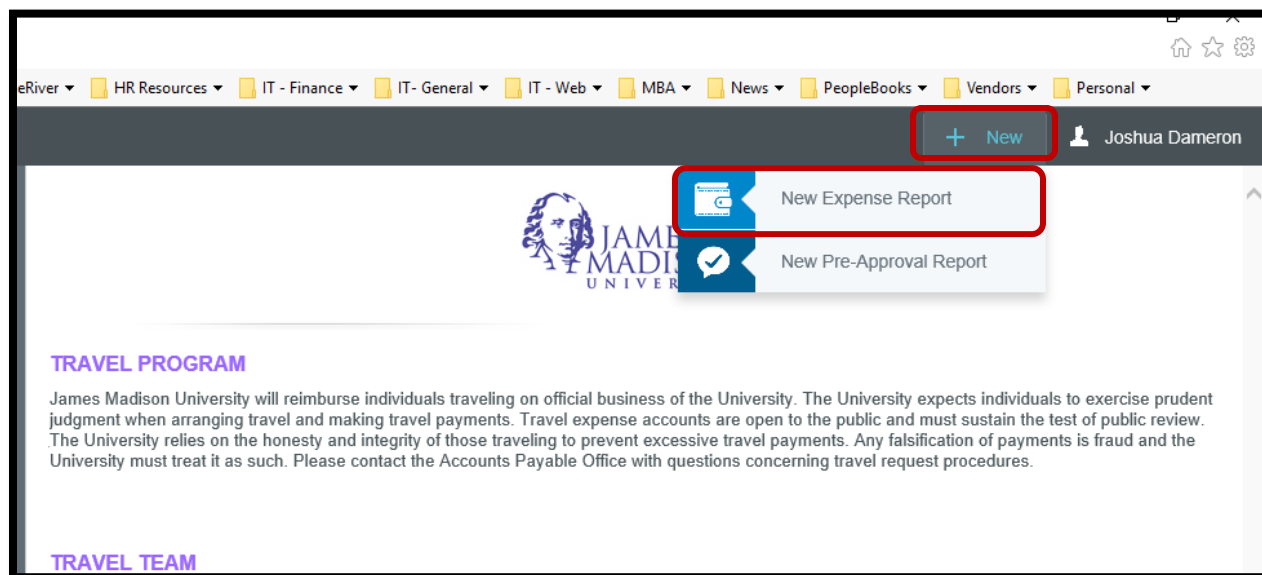 eRiver HR Resources IT - Finance IT- General IT - Web MBA News PeopleBooks Vendors Personal
+ New Joshua Dameron
New Expense Report
New Pre-Approval Report
JAME
MADIS
UNIVER
TRAVEL PROGRAM
James Madison University will reimburse individuals traveling on official business of the University. The University expects individuals to exercise prudent
judgment when arranging travel and making travel payments. Travel expense accounts are open to the public and must sustain the test of public review.
The University relies on the honesty and integrity of those traveling to prevent excessive travel payments. Any falsification of payments is fraud and the
University must treat it as such. Please contact the Accounts Payable Office with questions concerning travel request procedures.
TRAVEL TEAM